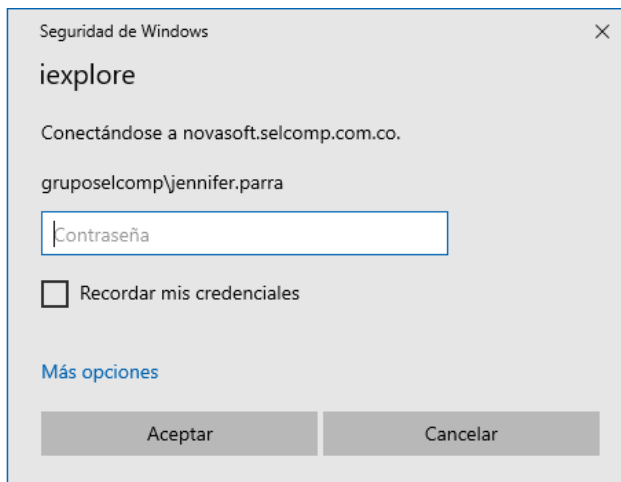 Seguridad de Windows
iexplore
Conectándose a novasoft.selcomp.com.co.
gruposelcomp\jennifer.parra
Contraseña
Recordar mis credenciales
Más opciones
Aceptar
Cancelar